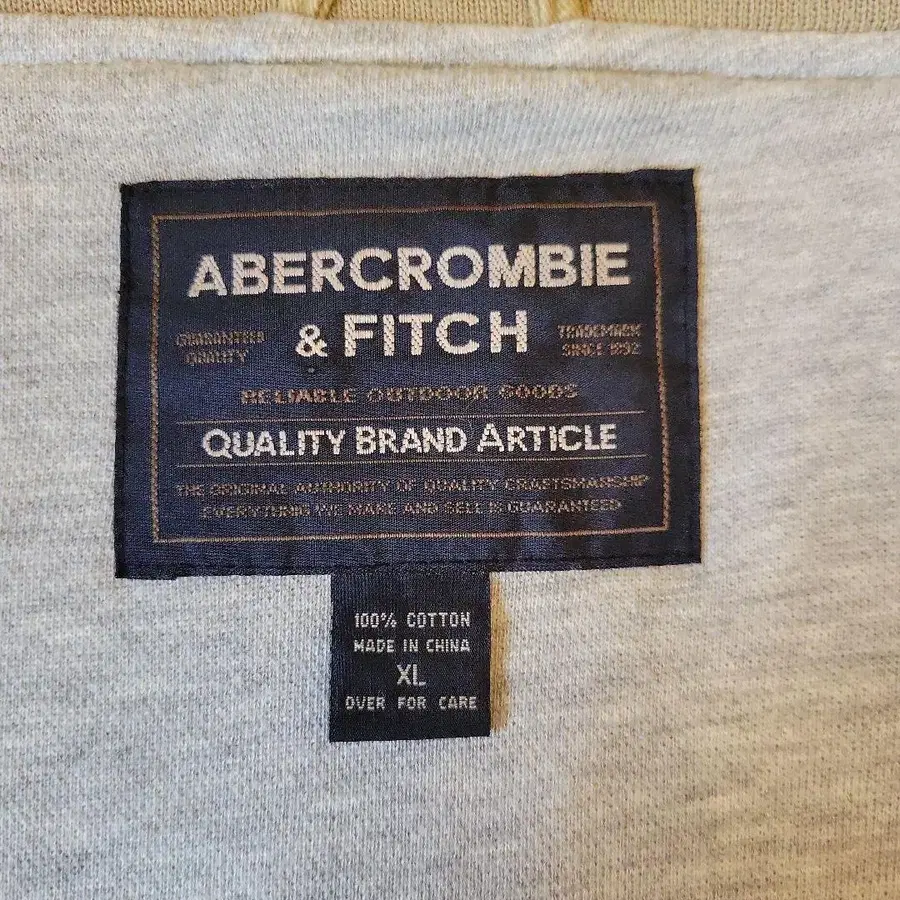 ABERCROMBIE
& FITCH
GUARANTEED
QUALITY
TRADEMARK
SINCE 1892
RELIABLE OUTDOOR GOODS
QUALITY BRAND ARTICLE
THE ORIGINAL AUTHORITY OF QUALITY CRAFTSMANSHIP
EVERYTHING WE MAKE AND SELL IS GUARANTEED
100% COTTON
MADE IN CHINA
XL
OVER FOR CARE